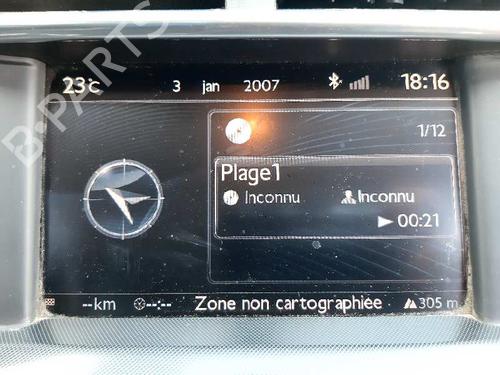 B-PARTS
23°C 3 jan 2007 18:16
1/12
Plage1
Inconnu Inconnu
00:21
--km --:-- Zone non cartographiée 305 m